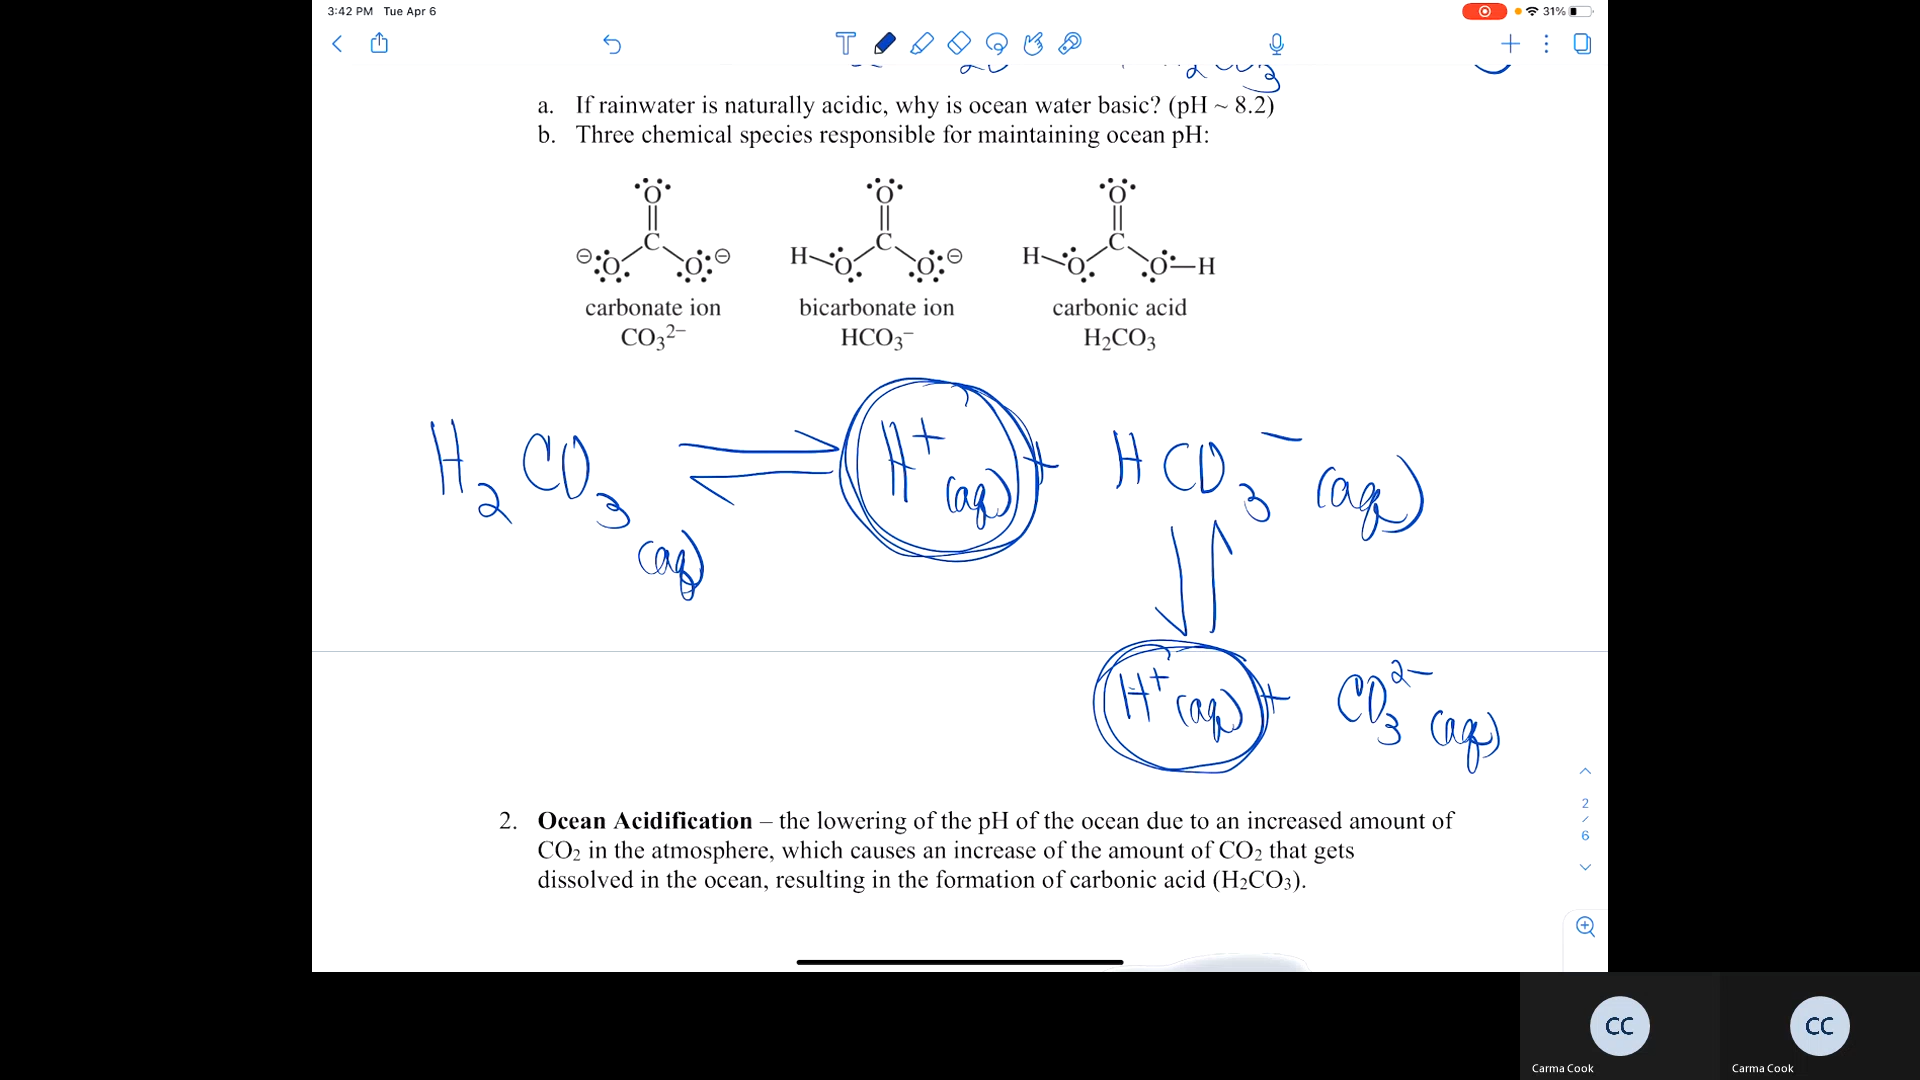 3:42 PM Tue Apr 6
31%
T
a. If rainwater is naturally acidic, why is ocean water basic? (pH ~ 8.2)
b. Three chemical species responsible for maintaining ocean pH:
O O O
C C C
⊖ O O ⊖ H O O ⊖ H O O H
carbonate ion bicarbonate ion carbonic acid
CO₃²⁻ HCO₃⁻ H₂CO₃
H₂CO₃ (aq) ⇌ H⁺ (aq) + HCO₃⁻ (aq)
H⁺ (aq) + CO₃²⁻ (aq)
2. Ocean Acidification – the lowering of the pH of the ocean due to an increased amount of
CO₂ in the atmosphere, which causes an increase of the amount of CO₂ that gets
dissolved in the ocean, resulting in the formation of carbonic acid (H₂CO₃).
2
/
6
CC CC
Carma Cook Carma Cook